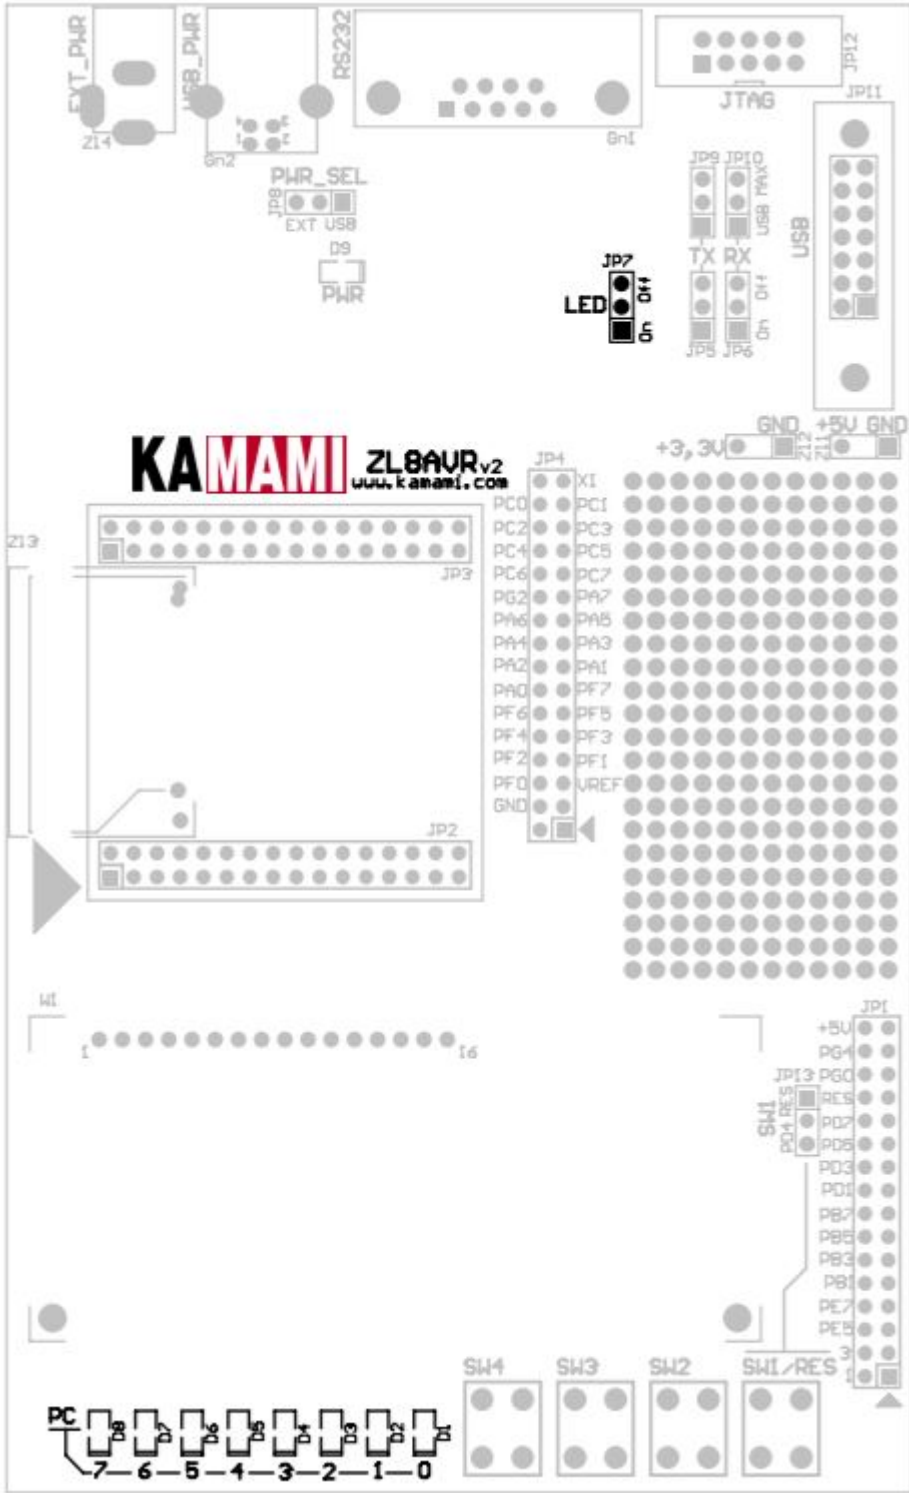 EXT_PWR
Z14
USB_PWR
4 3
1 2
Gn2
RS232
Gn1
JTAG
JP12
JP11
USB
PWR_SEL
JP8
EXT USB
D9
PWR
JP9 JP10
USB MAX
TX RX
JP5 JP6
On Off
JP7
LED
On Off
KAMAMI
ZL8AVR v2
www.kamami.com
+3,3V GND
Z12
+5V GND
Z11
JP4
XI
PC0 PC1
PC2 PC3
PC4 PC5
PC6 PC7
PG2 PA7
PA6 PA5
PA4 PA3
PA2 PA1
PA0 PF7
PF6 PF5
PF4 PF3
PF2 PF1
PF0 VREF
GND
Z13
JP3
JP2
W1
1 16
JP1
+5V
PG4
PG0
RES
PD7
PD5
PD3
PD1
PB7
PB5
PB3
PB1
PE7
PE5
3
1
JP13
SW1
PD4 RES
SW4 SW3 SW2 SW1/RES
PC
D8 D7 D6 D5 D4 D3 D2 D1
7-6-5-4-3-2-1-0